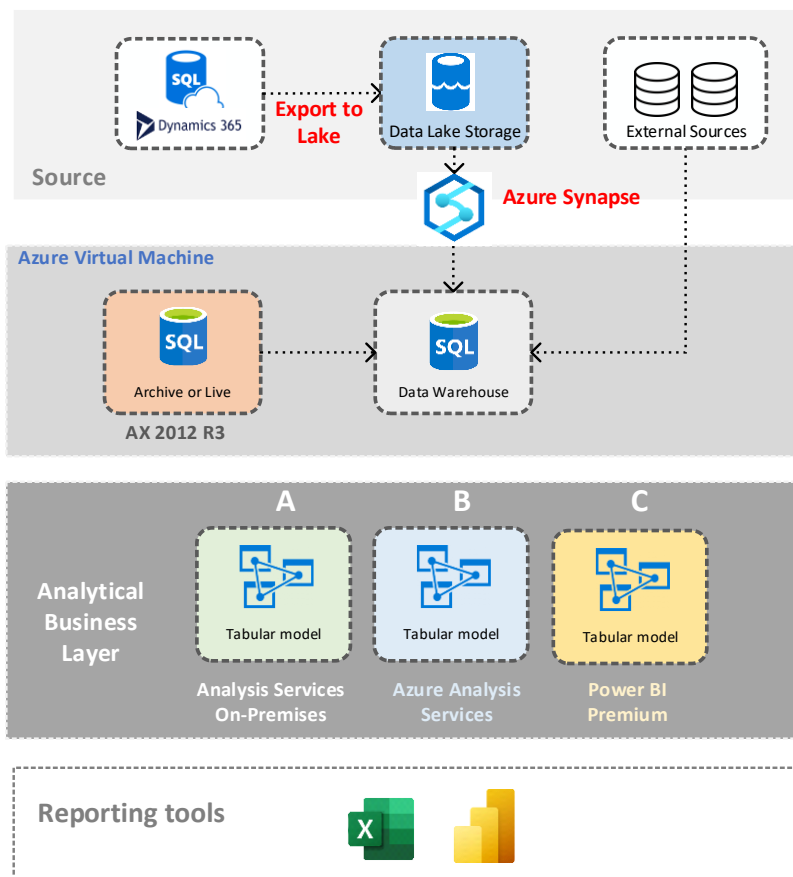 SQL
Dynamics 365
Export to
Lake
Data Lake Storage
External Sources
Source
Azure Synapse
Azure Virtual Machine
SQL
Archive or Live
AX 2012 R3
SQL
Data Warehouse
Analytical
Business
Layer
A
Tabular model
Analysis Services
On-Premises
B
Tabular model
Azure Analysis
Services
C
Tabular model
Power BI
Premium
Reporting tools
X